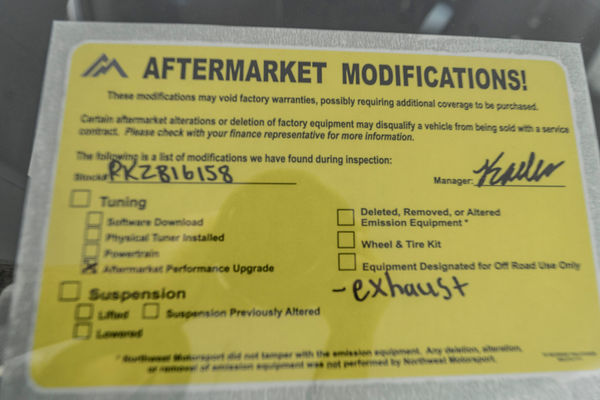 AFTERMARKET MODIFICATIONS!
These modifications may void factory warranties, possibly requiring additional coverage to be purchased.
Certain aftermarket alterations or deletion of factory equipment may disqualify a vehicle from being sold with a service
contract. Please check with your finance representative for more information.
The following is a list of modifications we have found during inspection:
Stock# PKZB16158
Manager:
Tuning
Software Download
Physical Tuner Installed
Powertrain
Aftermarket Performance Upgrade
Suspension
Lifted Suspension Previously Altered
Lowered
Deleted, Removed, or Altered
Emission Equipment *
Wheel & Tire Kit
Equipment Designated for Off Road Use Only
- exhaust
* Northwest Motorsport did not tamper with the emission equipment. Any deletion, alteration,
or removal of emission equipment was not performed by Northwest Motorsport.